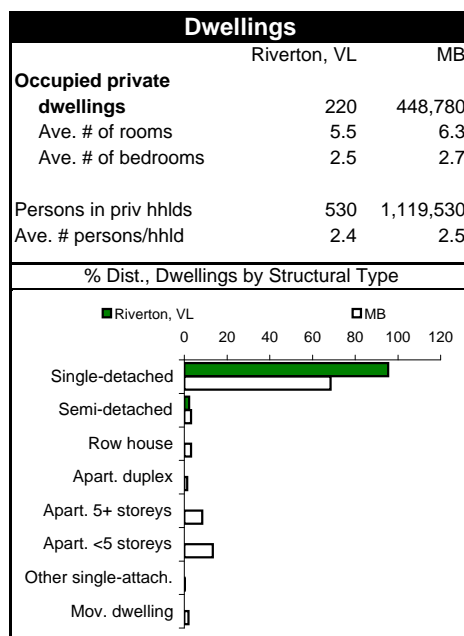 Dwellings
Riverton, VL MB
Occupied private
dwellings 220 448,780
Ave. # of rooms 5.5 6.3
Ave. # of bedrooms 2.5 2.7
Persons in priv hhlds 530 1,119,530
Ave. # persons/hhld 2.4 2.5
% Dist., Dwellings by Structural Type
Riverton, VL MB
0 20 40 60 80 100 120
Single-detached
Semi-detached
Row house
Apart. duplex
Apart. 5+ storeys
Apart. <5 storeys
Other single-attach.
Mov. dwelling